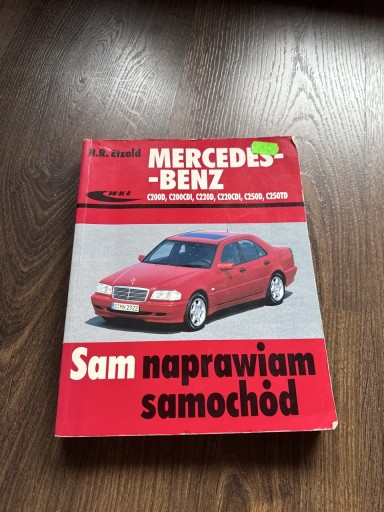 H.R. Etzold
MERCEDES-
-BENZ
WKŁ
C200D, C200CDI, C220D, C220CDI, C250D, C250TD
Sam naprawiam
samochód